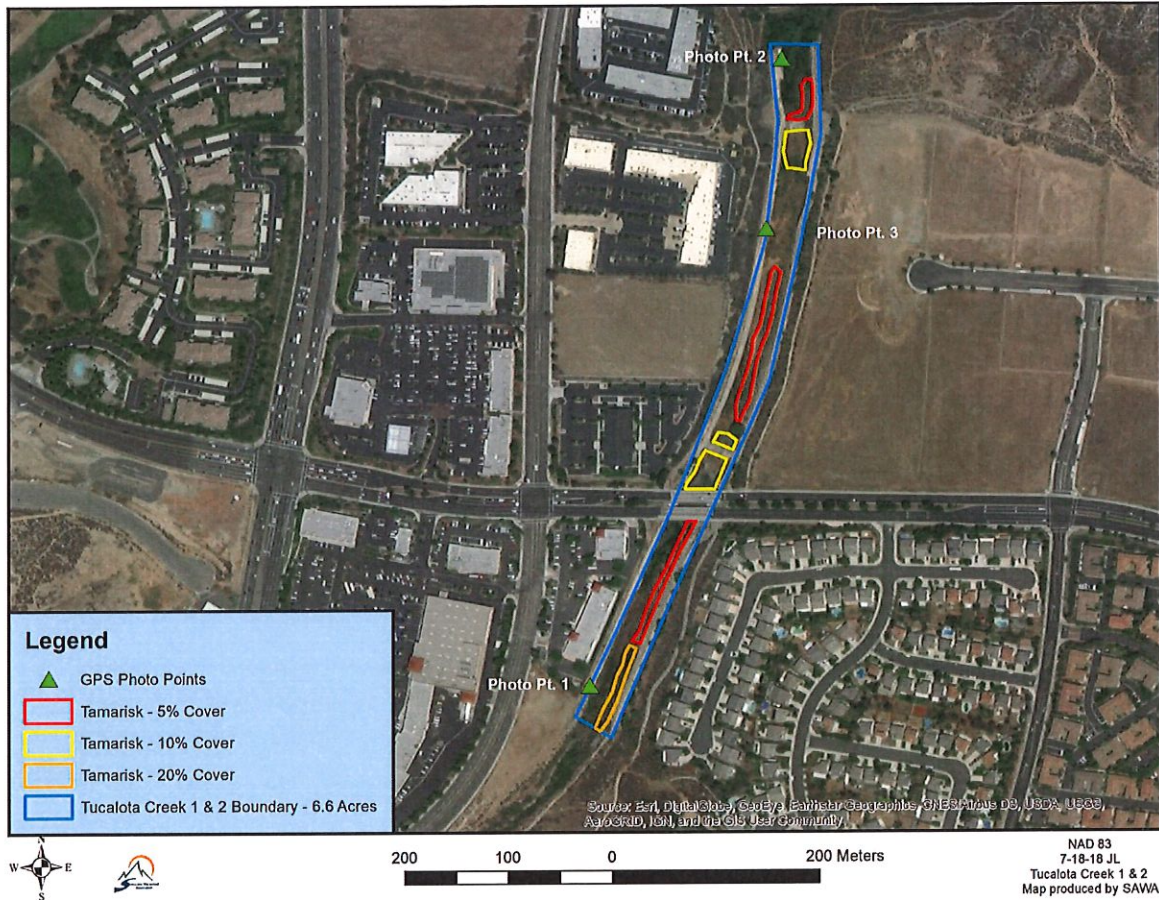 Photo Pt. 2
Photo Pt. 3
Photo Pt. 1
Legend
GPS Photo Points
Tamarisk - 5% Cover
Tamarisk - 10% Cover
Tamarisk - 20% Cover
Tucalota Creek 1 & 2 Boundary - 6.6 Acres
Source: Esri, DigitalGlobe, GeoEye, Earthstar Geographics, CNES/Airbus DS, USDA, USGS,
AeroGRID, IGN, and the GIS User Community
N
W
E
S
200
100
0
200 Meters
NAD 83
7-18-18 JL
Tucalota Creek 1 & 2
Map produced by SAWA